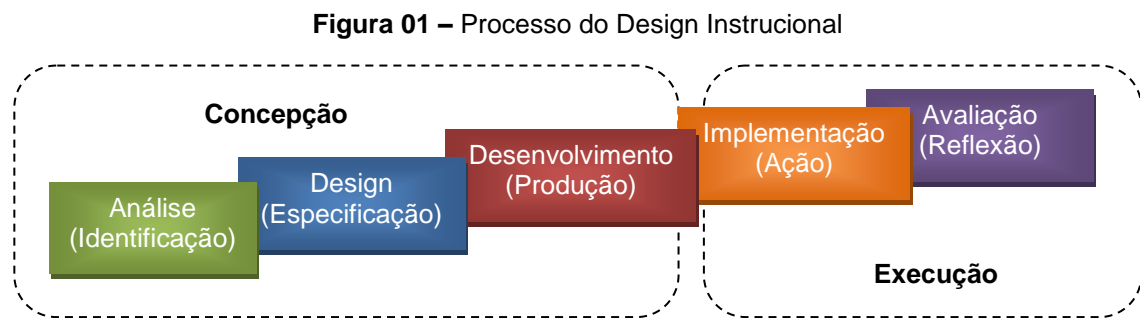 Figura 01 – Processo do Design Instrucional
Concepção
Análise
(Identificação)
Design
(Especificação)
Desenvolvimento
(Produção)
Implementação
(Ação)
Avaliação
(Reflexão)
Execução